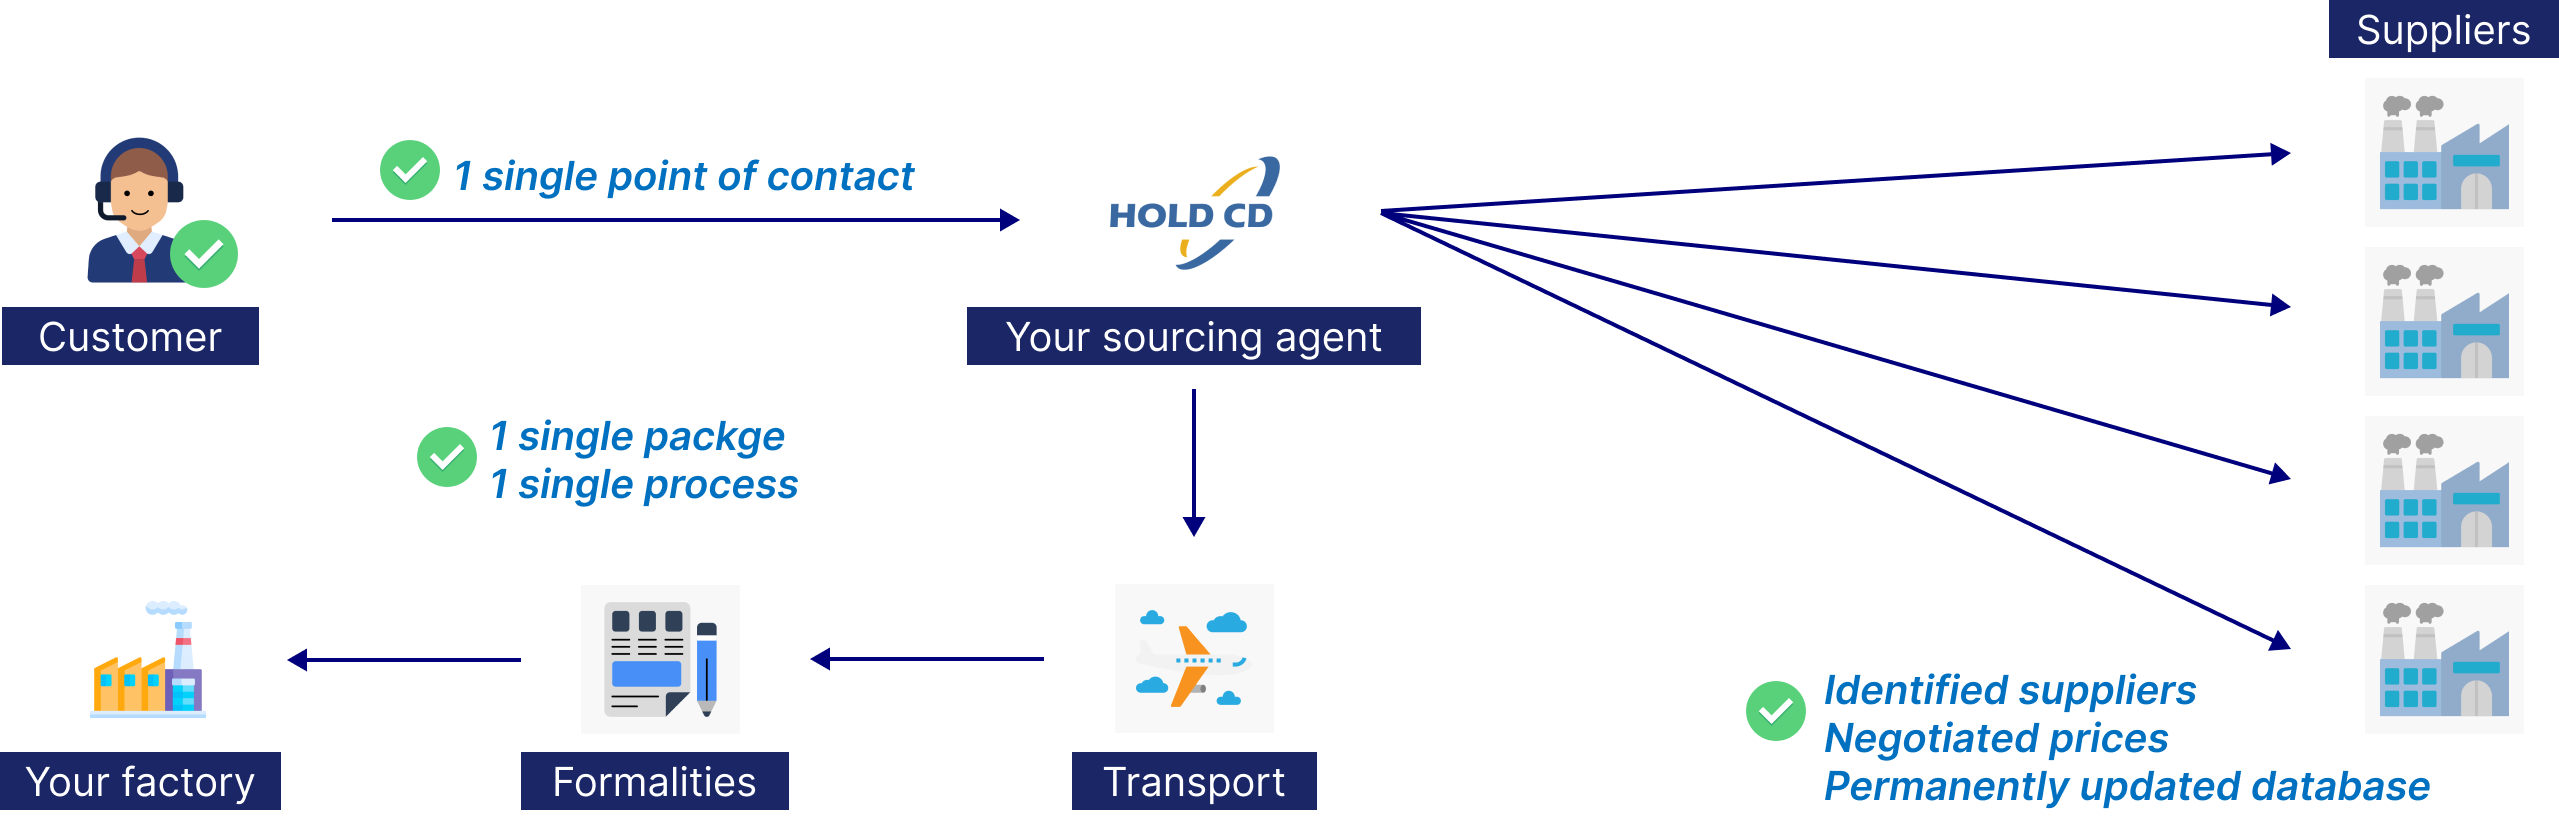 Suppliers
1 single point of contact
HOLD CD
Customer
Your sourcing agent
1 single packge
1 single process
Identified suppliers
Negotiated prices
Permanently updated database
Your factory
Formalities
Transport